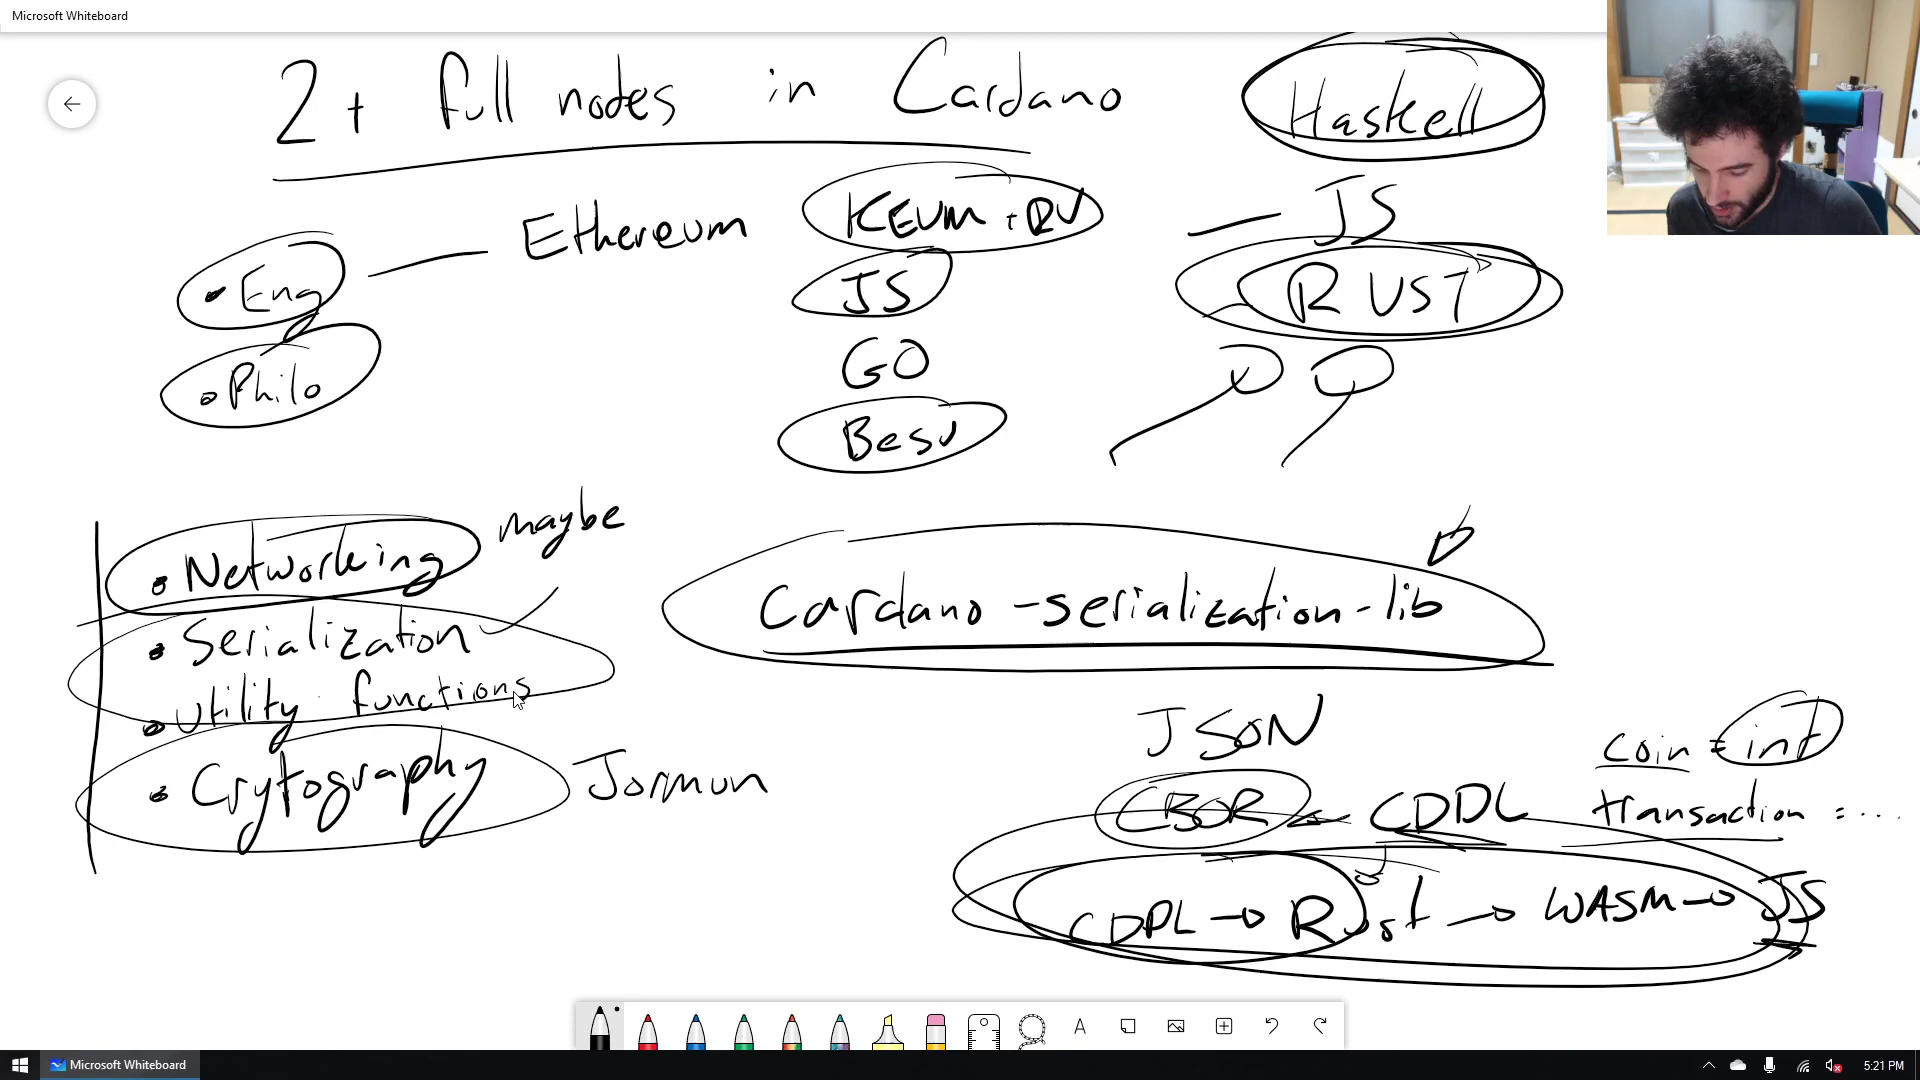 Microsoft Whiteboard
2+ full nodes in Cardano
Haskell
• Eng
Ethereum
KEVM + RV
JS
• Philo
JS
RUST
GO
Besu
• Networking
maybe
• Serialization
• utility functions
• Crytography
Jormun
Cardano-serialization-lib
JSON
coin = int
CBOR
CDDL
transaction = ...
CDDL → Rust → WASM → JS
A
Microsoft Whiteboard
5:21 PM